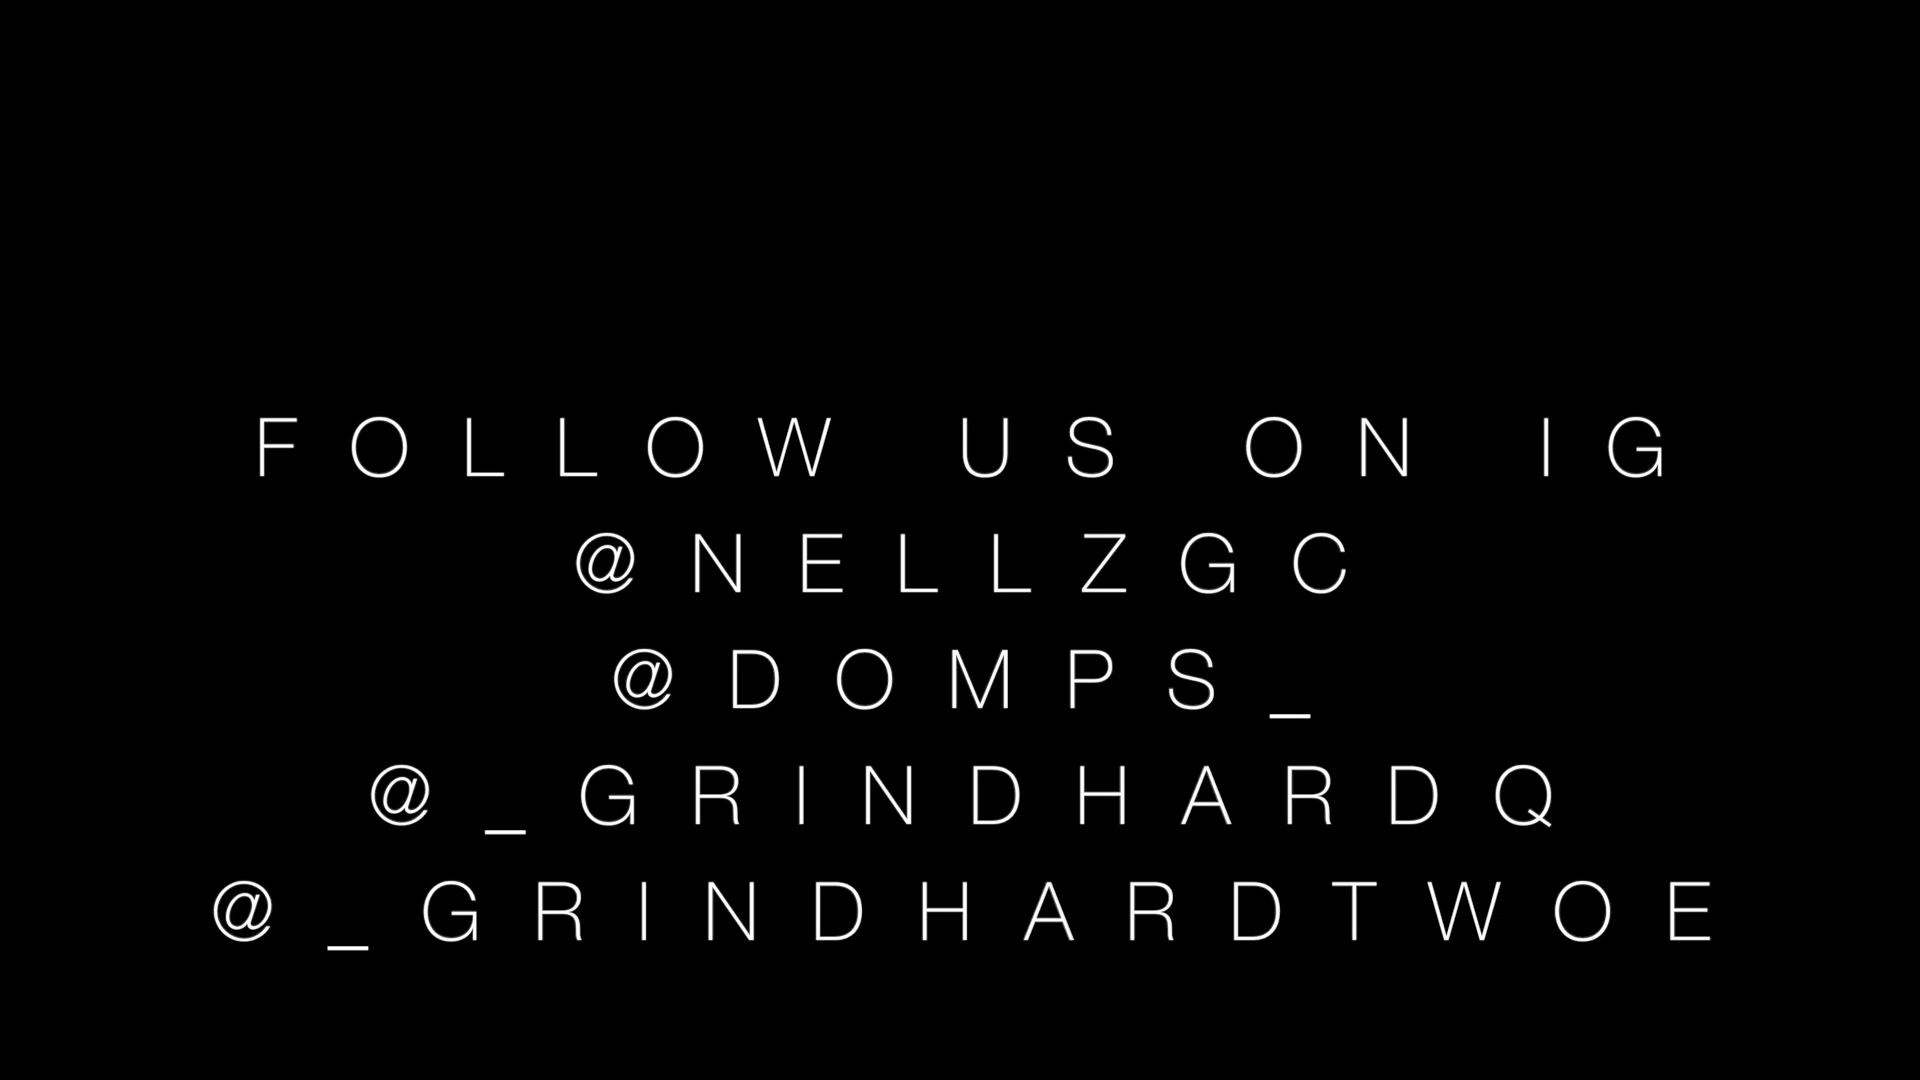 FOLLOW US ON IG
@NELLZGC
@DOMPS_
@_GRINDHARDQ
@_GRINDHARDTWOE